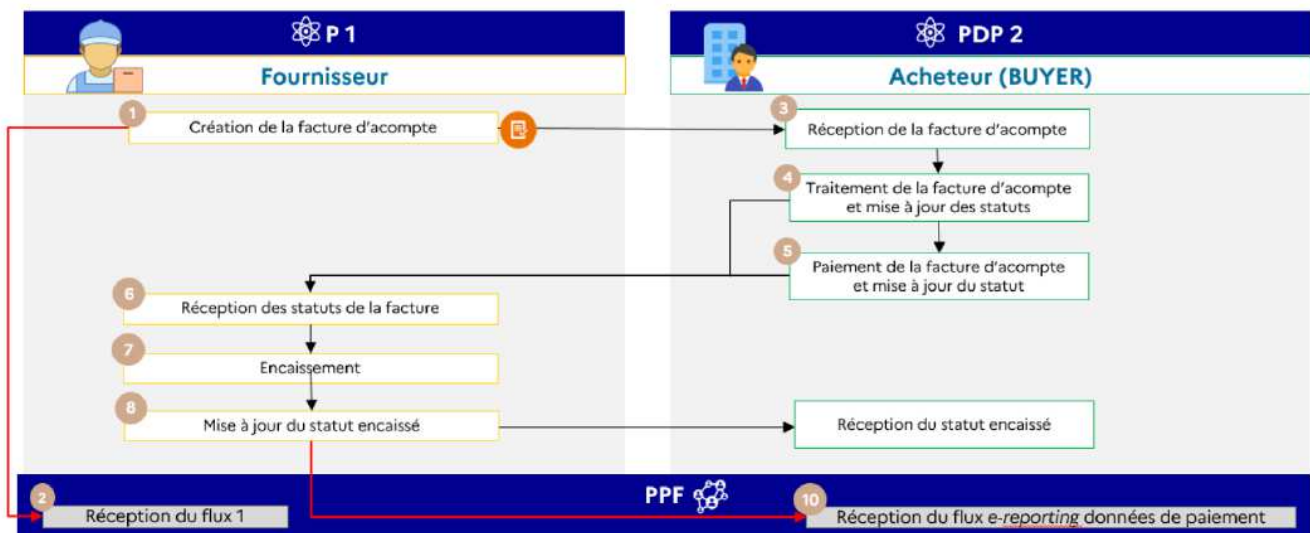 P 1
PDP 2
Fournisseur
Acheteur (BUYER)
1
Création de la facture d'acompte
3
Réception de la facture d'acompte
4
Traitement de la facture d'acompte
et mise à jour des statuts
5
Paiement de la facture d'acompte
et mise à jour du statut
6
Réception des statuts de la facture
7
Encaissement
8
Mise à jour du statut encaissé
Réception du statut encaissé
PPF
2
Réception du flux 1
10
Réception du flux e-reporting données de paiement